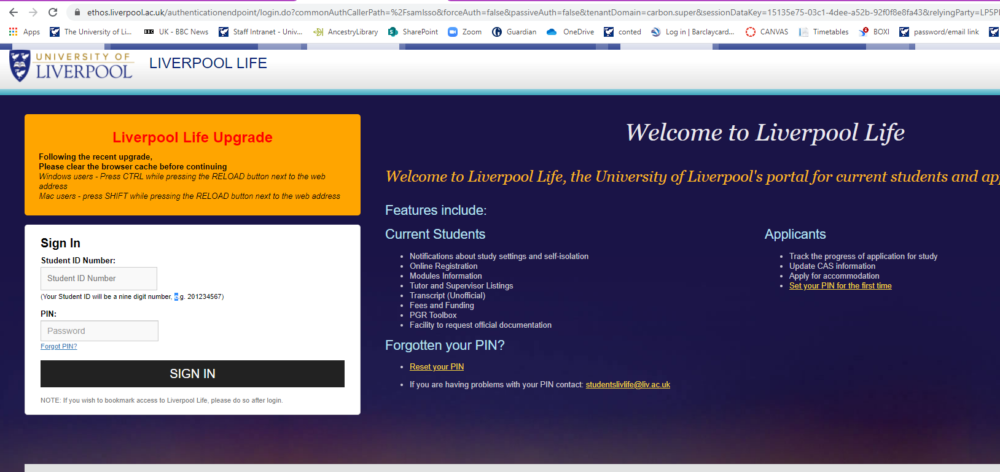 ethos.liverpool.ac.uk/authenticationendpoint/login.do?commonAuthCallerPath=%2Fsamlsso&forceAuth=false&passiveAuth=false&tenantDomain=carbon.super&sessionDataKey=15135e75-03c1-4dee-a52b-92f0f8e8fa43&relyingParty=LP5P
Apps The University of Li... BBC UK - BBC News Staff Intranet - Univ... AncestryLibrary SharePoint Zoom Guardian OneDrive conted Log in | Barclaycard... CANVAS Timetables BOXI password/email link
UNIVERSITY OF
LIVERPOOL
LIVERPOOL LIFE
Liverpool Life Upgrade
Following the recent upgrade,
Please clear the browser cache before continuing
Windows users - Press CTRL while pressing the RELOAD button next to the web
address
Mac users - press SHIFT while pressing the RELOAD button next to the web address
Sign In
Student ID Number:
Student ID Number
(Your Student ID will be a nine digit number, e.g. 201234567)
PIN:
Password
Forgot PIN?
SIGN IN
NOTE: If you wish to bookmark access to Liverpool Life, please do so after login.
Welcome to Liverpool Life
Welcome to Liverpool Life, the University of Liverpool's portal for current students and ap
Features include:
Current Students
Notifications about study settings and self-isolation
Online Registration
Modules Information
Tutor and Supervisor Listings
Transcript (Unofficial)
Fees and Funding
PGR Toolbox
Facility to request official documentation
Applicants
Track the progress of application for study
Update CAS information
Apply for accommodation
Set your PIN for the first time
Forgotten your PIN?
Reset your PIN
If you are having problems with your PIN contact: studentslivlife@liv.ac.uk